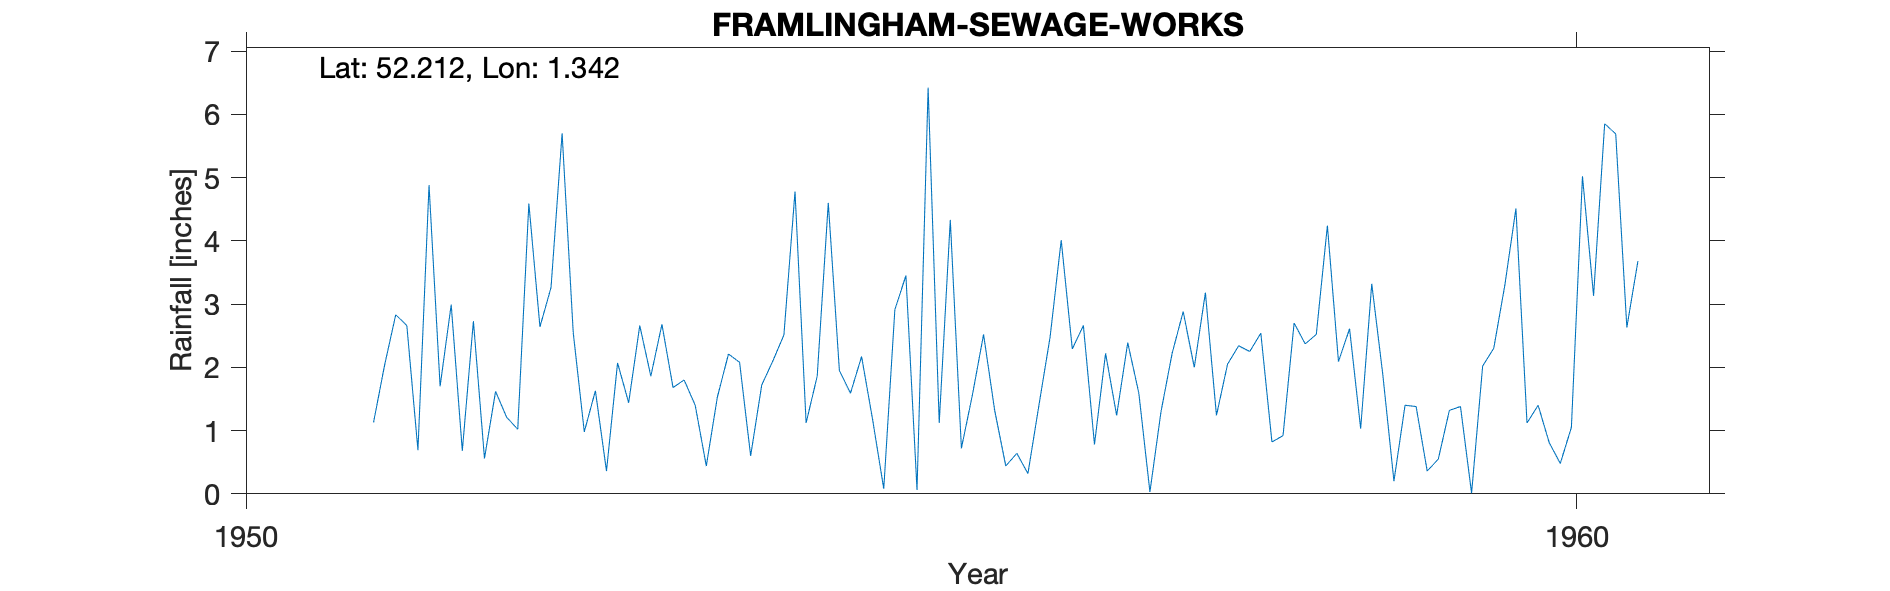 FRAMLINGHAM-SEWAGE-WORKS
Lat: 52.212, Lon: 1.342
7
6
5
4
3
2
1
0
Rainfall [inches]
1950
1960
Year